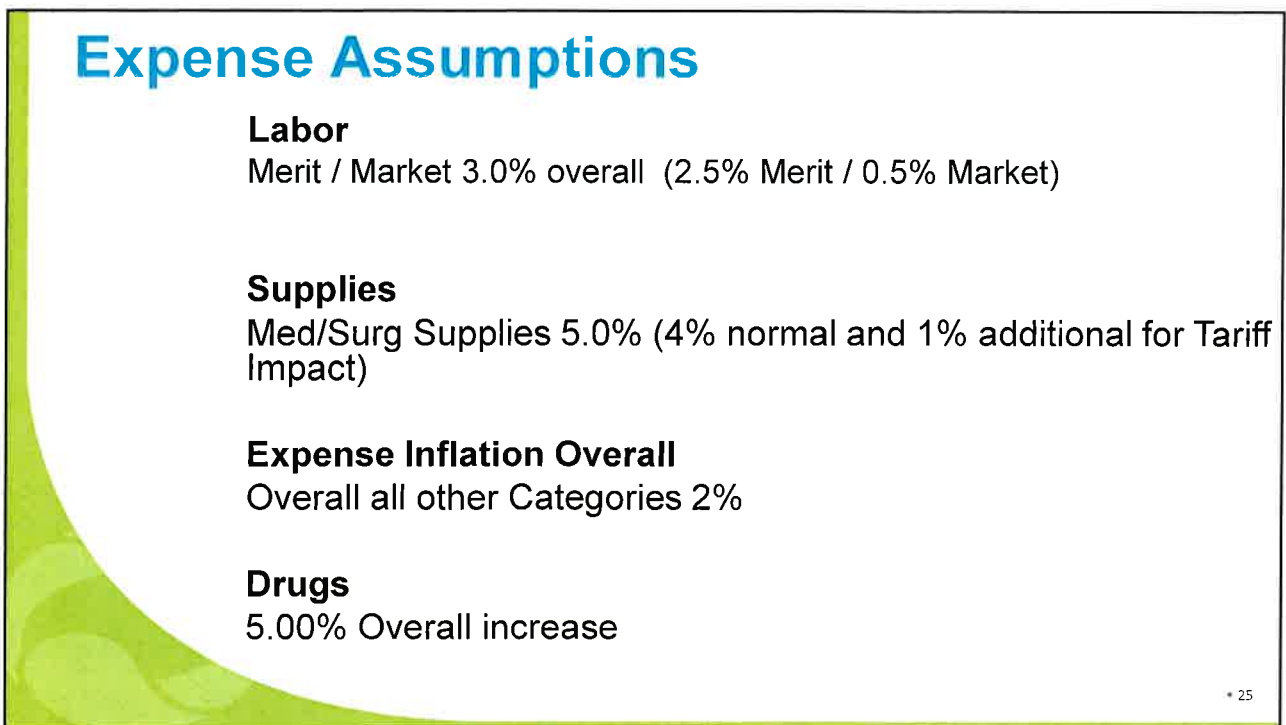 Expense Assumptions
Labor
Merit / Market 3.0% overall (2.5% Merit / 0.5% Market)
Supplies
Med/Surg Supplies 5.0% (4% normal and 1% additional for Tariff
Impact)
Expense Inflation Overall
Overall all other Categories 2%
Drugs
5.00% Overall increase
• 25